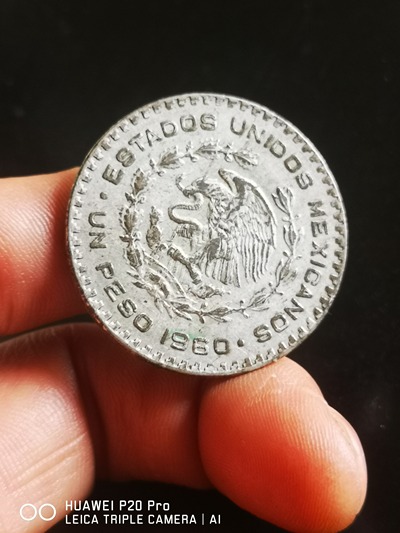 ESTADOS UNIDOS MEXICANOS
UN PESO 1960
HUAWEI P20 Pro
LEICA TRIPLE CAMERA | AI